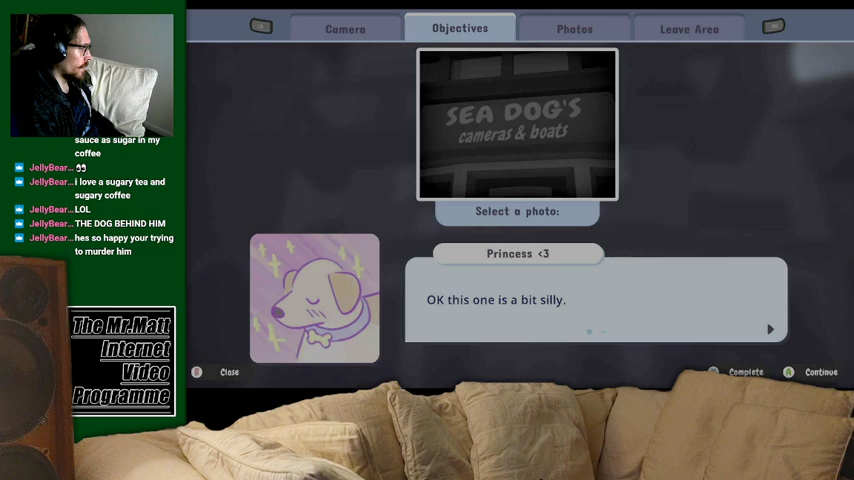 Camera
Objectives
Photos
Leave Area
SEA DOG'S
cameras & boats
Select a photo:
Princess <3
OK this one is a bit silly.
Close
Complete
Continue
sauce as sugar in my
coffee
JellyBear... 👀
JellyBear... i love a sugary tea and
sugary coffee
JellyBear... LOL
JellyBear... THE DOG BEHIND HIM
JellyBear... hes so happy your trying
to murder him
The Mr.Matt
Internet
Video
Programme